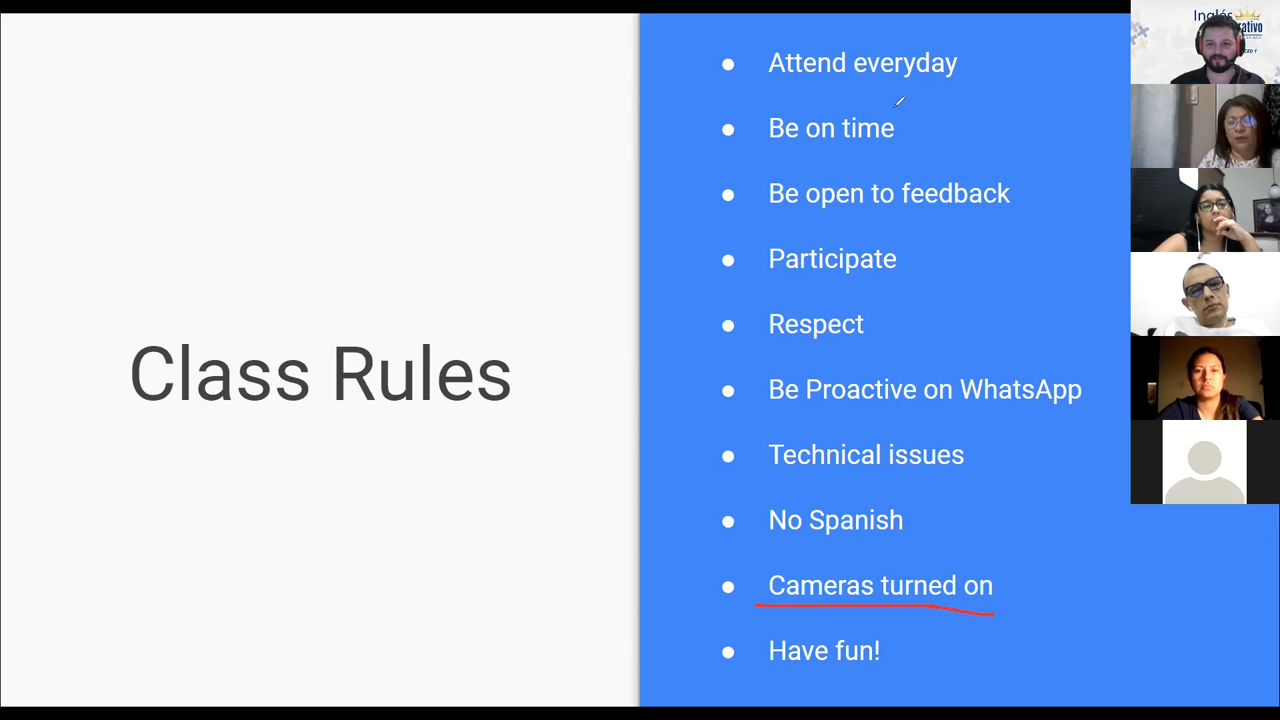 Class Rules
Attend everyday
Be on time
Be open to feedback
Participate
Respect
Be Proactive on WhatsApp
Technical issues
No Spanish
Cameras turned on
Have fun!
Inglés